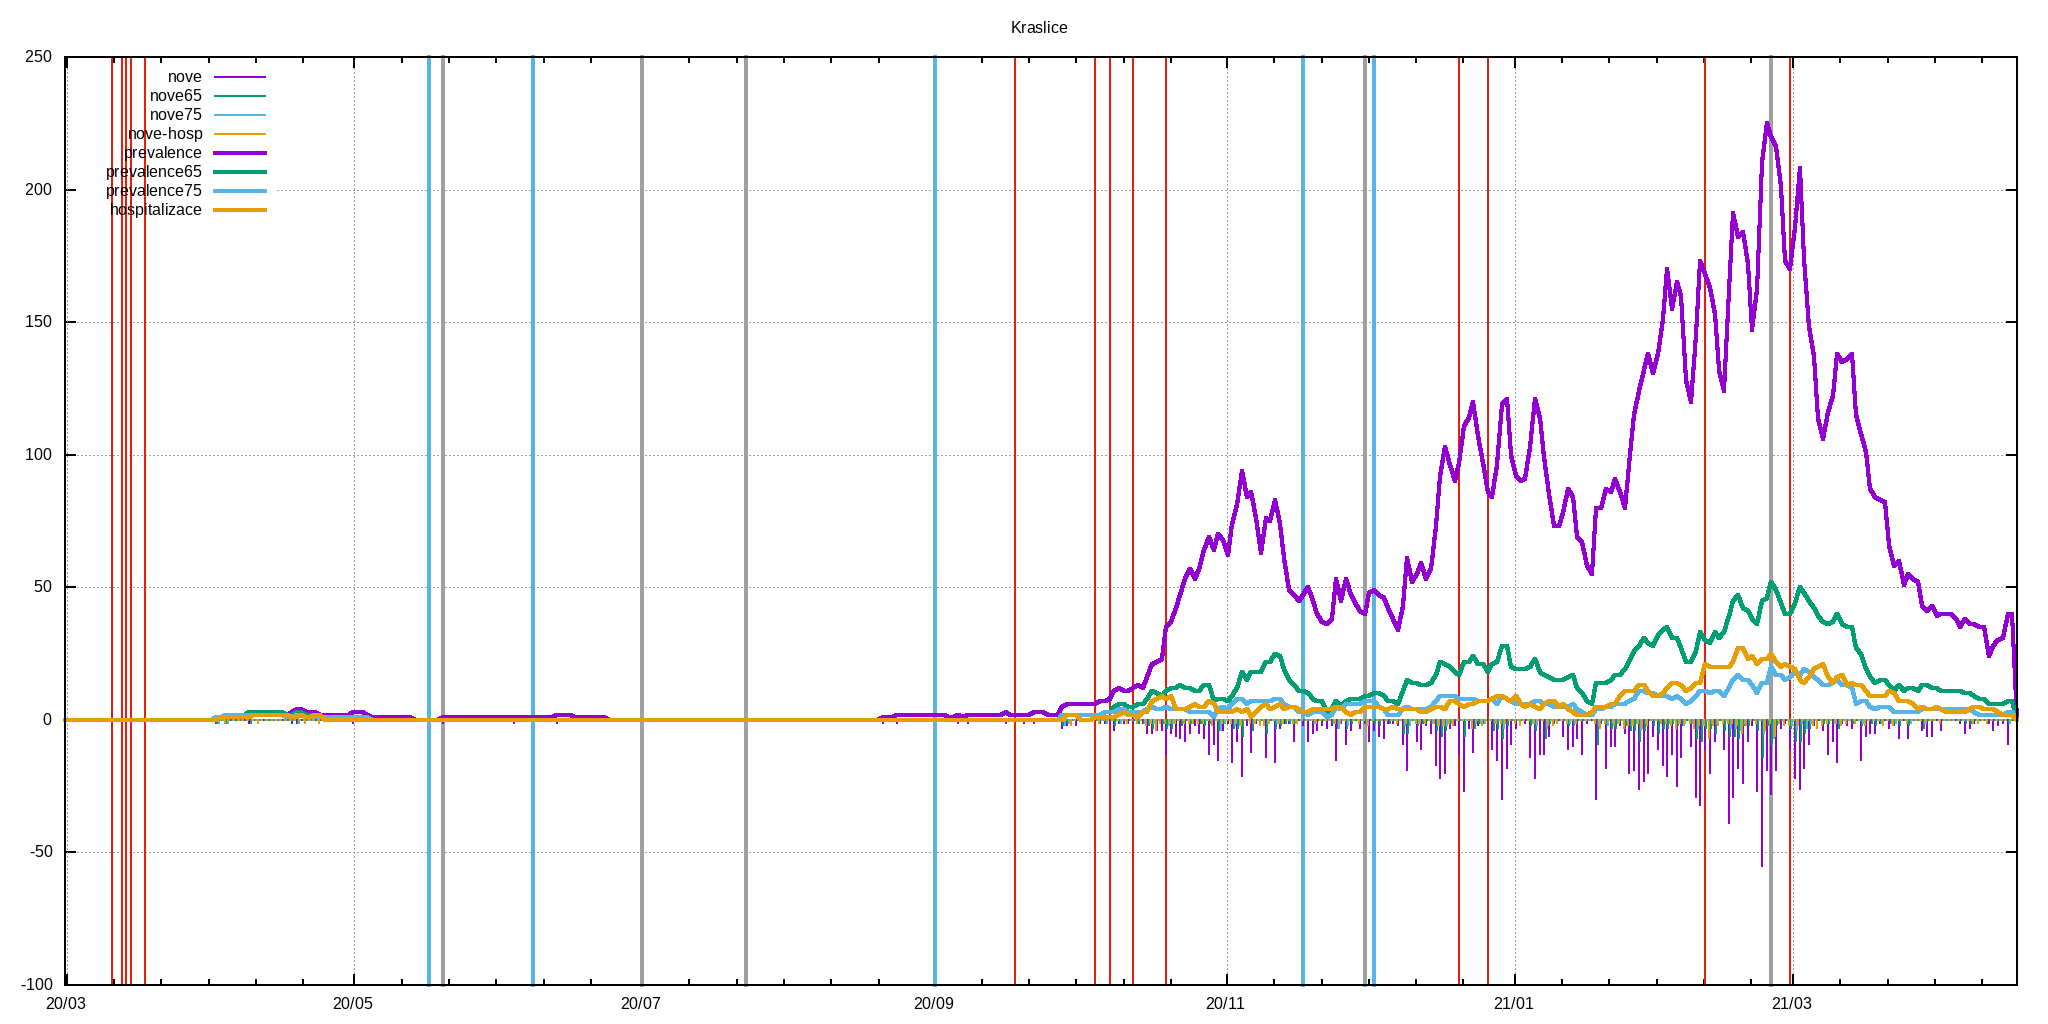 Kraslice
250
200
150
100
50
0
-50
-100
nove
nove65
nove75
nove-hosp
prevalence
prevalence65
prevalence75
hospitalizace
20/03 20/05 20/07 20/09 20/11 21/01 21/03